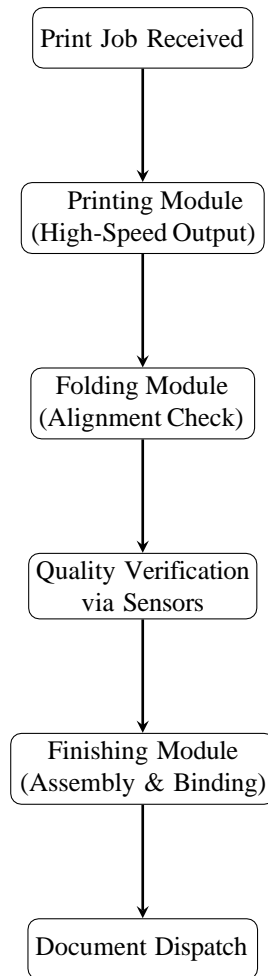 Print Job Received
Printing Module
(High-Speed Output)
Folding Module
(Alignment Check)
Quality Verification
via Sensors
Finishing Module
(Assembly & Binding)
Document Dispatch